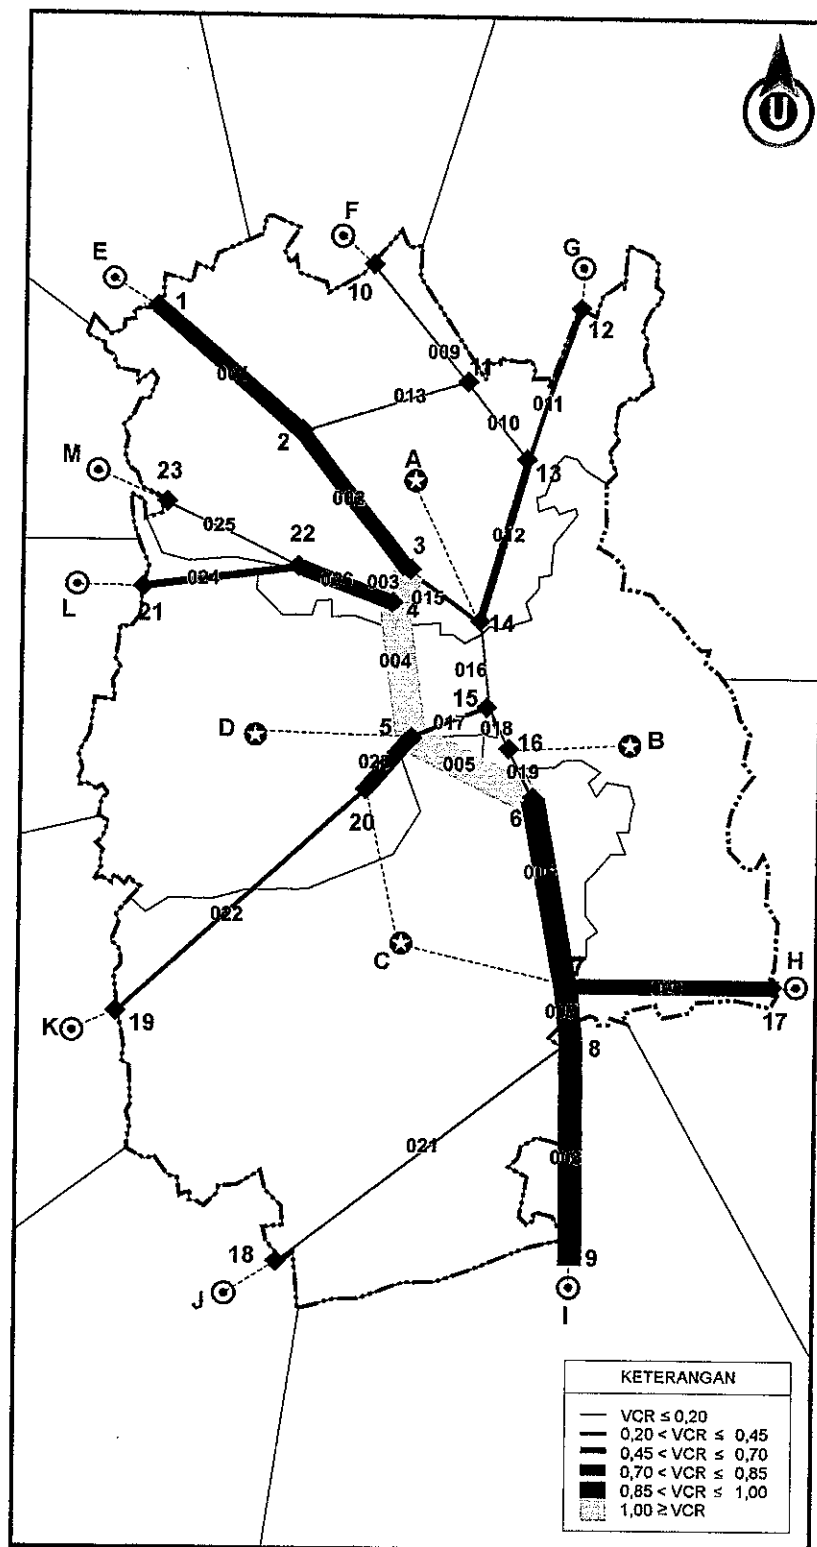 U
F
G
E
1
10
12
009
11
013
011
2
010
A
13
M
23
012
025
22
3
024
003
015
L
21
4
14
004
016
15
D
5
017
018
16
B
005
019
6
20
022
C
7
H
K
19
17
8
021
18
9
J
I
KETERANGAN
VCR ≤ 0,20
0,20 < VCR ≤ 0,45
0,45 < VCR ≤ 0,70
0,70 < VCR ≤ 0,85
0,85 < VCR ≤ 1,00
1,00 ≥ VCR